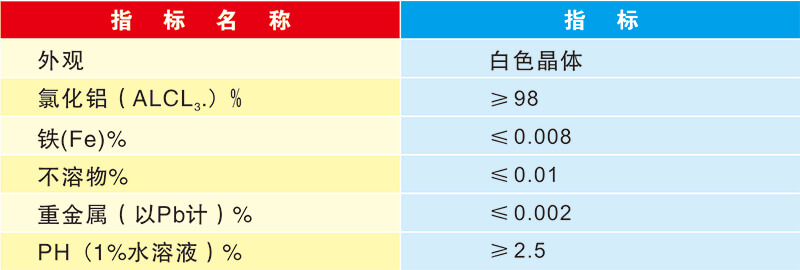 指标名称 指标
外观 白色晶体
氯化铝（ALCL₃.）% ≥98
铁(Fe)% ≤0.008
不溶物% ≤0.01
重金属（以Pb计）% ≤0.002
PH（1%水溶液）% ≥2.5